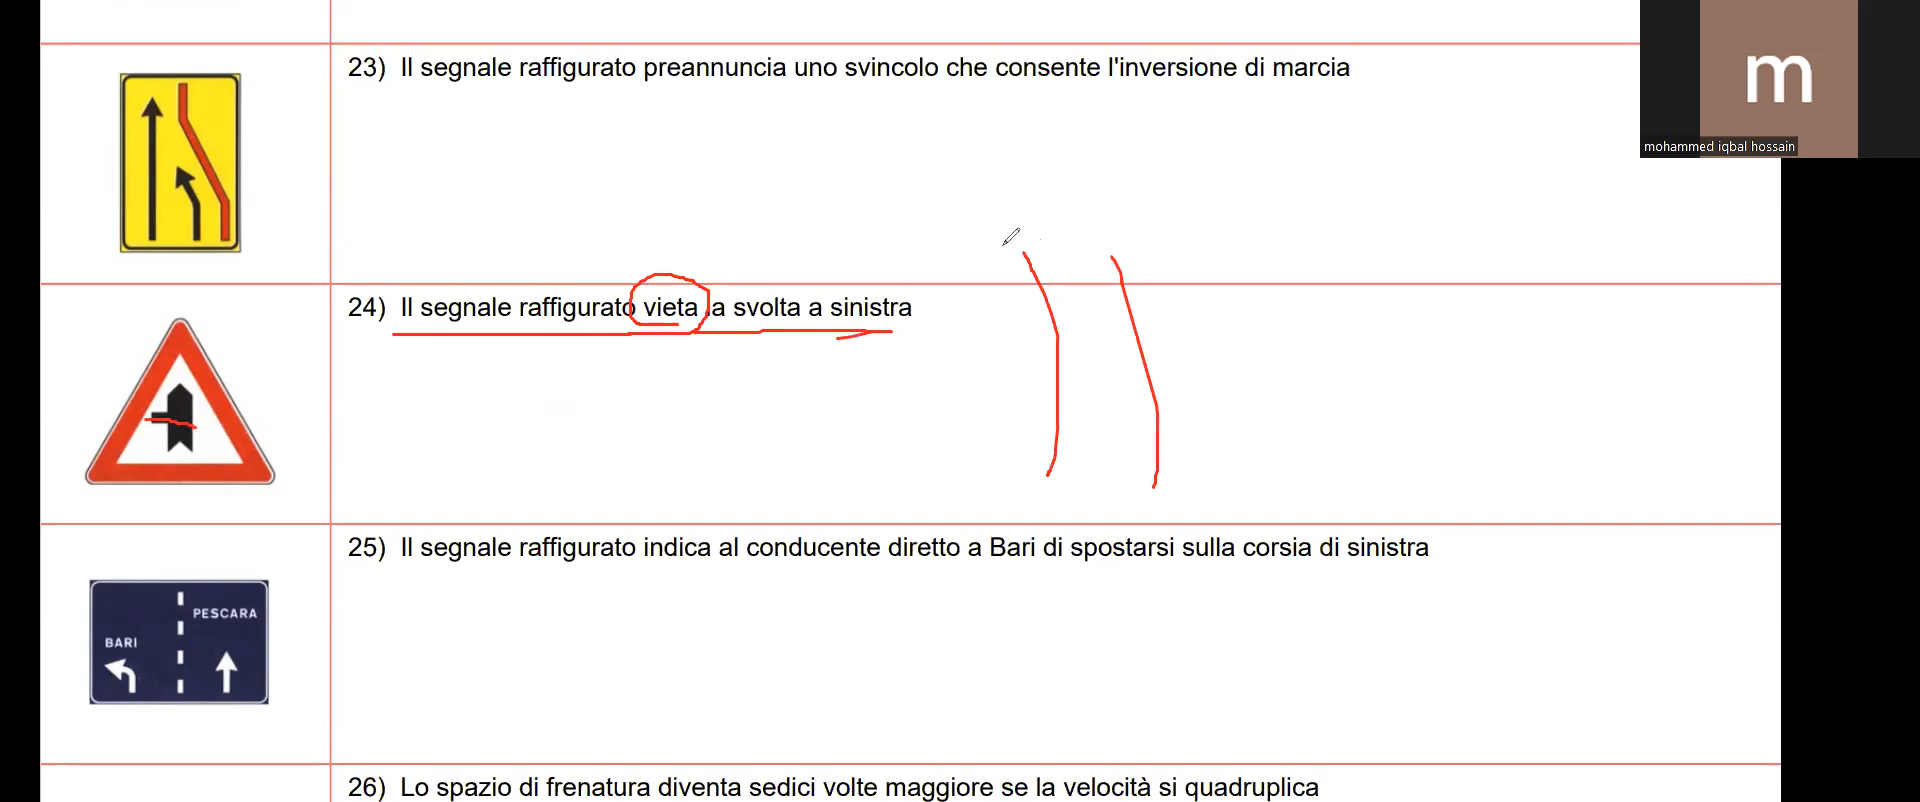 23) Il segnale raffigurato preannuncia uno svincolo che consente l'inversione di marcia
m
mohammed iqbal hossain
24) Il segnale raffigurato vieta la svolta a sinistra
25) Il segnale raffigurato indica al conducente diretto a Bari di spostarsi sulla corsia di sinistra
PESCARA
BARI
26) Lo spazio di frenatura diventa sedici volte maggiore se la velocità si quadruplica